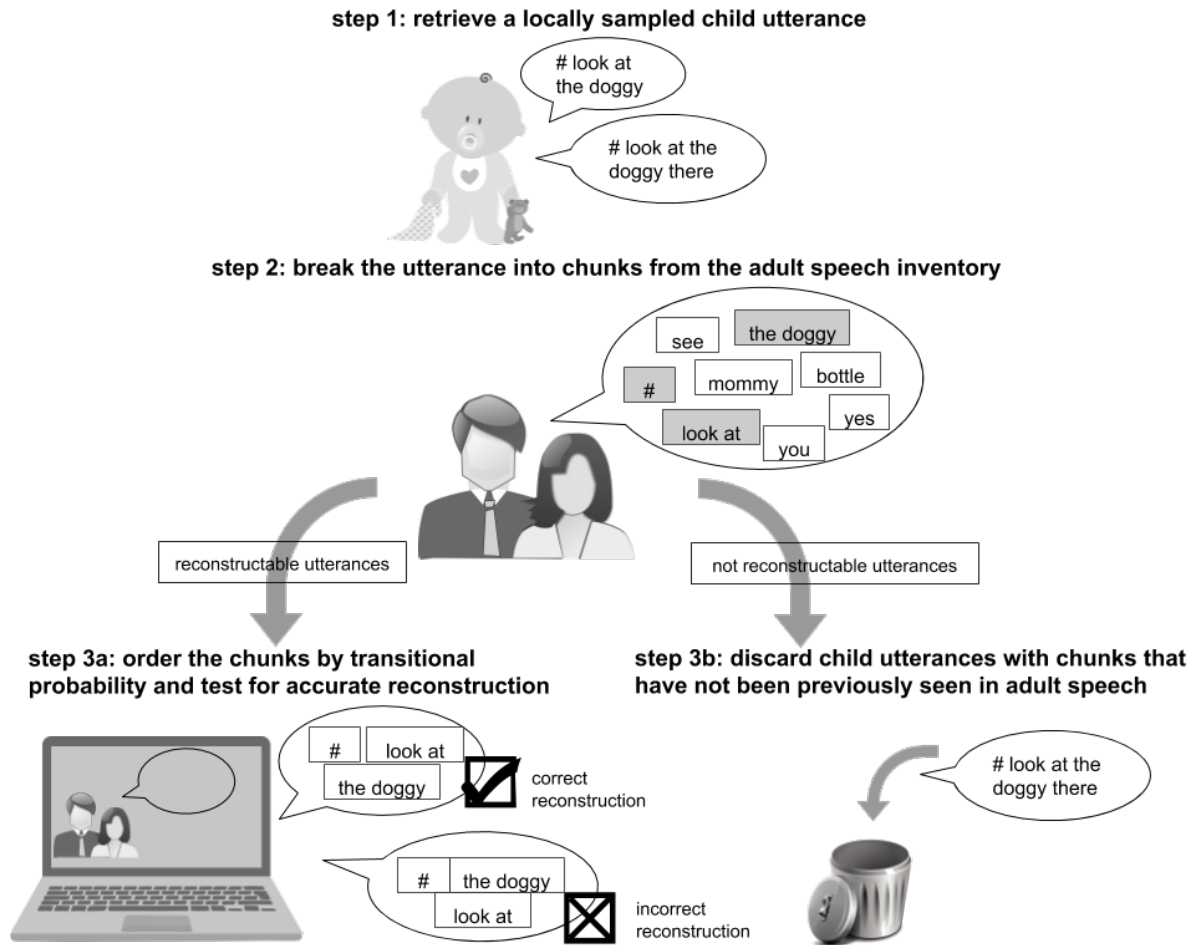 step 1: retrieve a locally sampled child utterance
# look at
the doggy
# look at the
doggy there
step 2: break the utterance into chunks from the adult speech inventory
see
the doggy
#
mommy
bottle
look at
you
yes
reconstructable utterances
not reconstructable utterances
step 3a: order the chunks by transitional
probability and test for accurate reconstruction
#
look at
the doggy
correct
reconstruction
#
the doggy
look at
incorrect
reconstruction
step 3b: discard child utterances with chunks that
have not been previously seen in adult speech
# look at the
doggy there